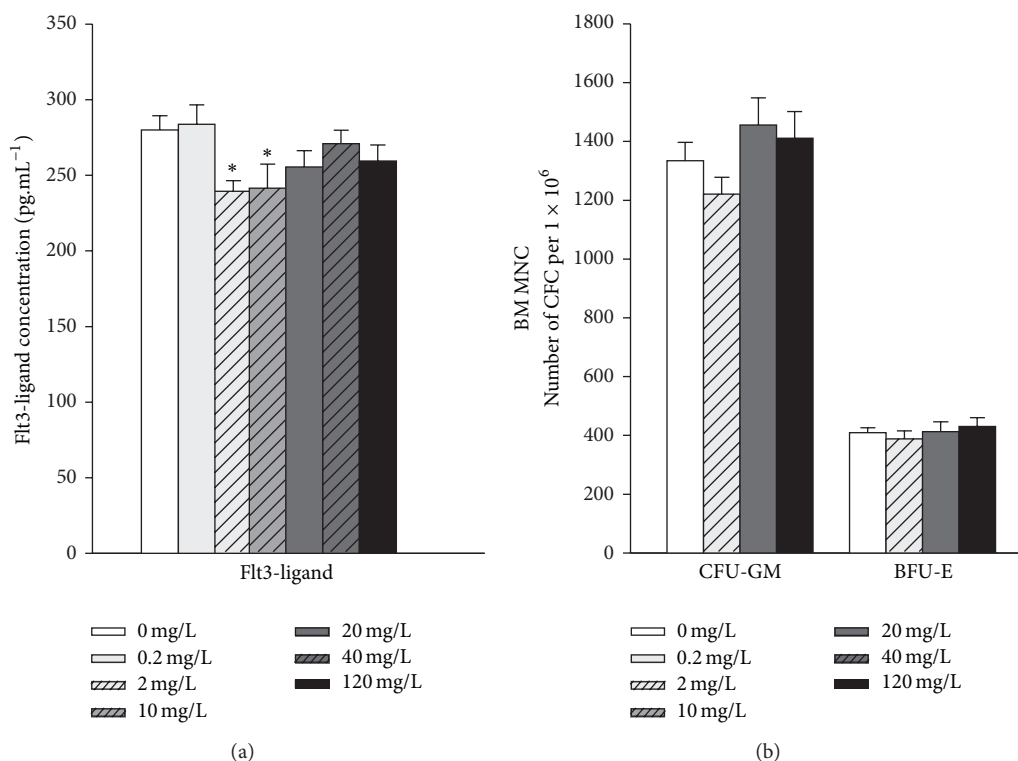 350
300
250
200
250
100
50
0
Flt3-ligand concentration (pg.mL⁻¹)
*
*
Flt3-ligand
0 mg/L
0.2 mg/L
2 mg/L
10 mg/L
20 mg/L
40 mg/L
120 mg/L
(a)
1800
1600
1400
1200
1000
800
600
400
200
0
BM MNC
Number of CFC per 1 × 10⁶
CFU-GM
BFU-E
0 mg/L
0.2 mg/L
2 mg/L
10 mg/L
20 mg/L
40 mg/L
120 mg/L
(b)